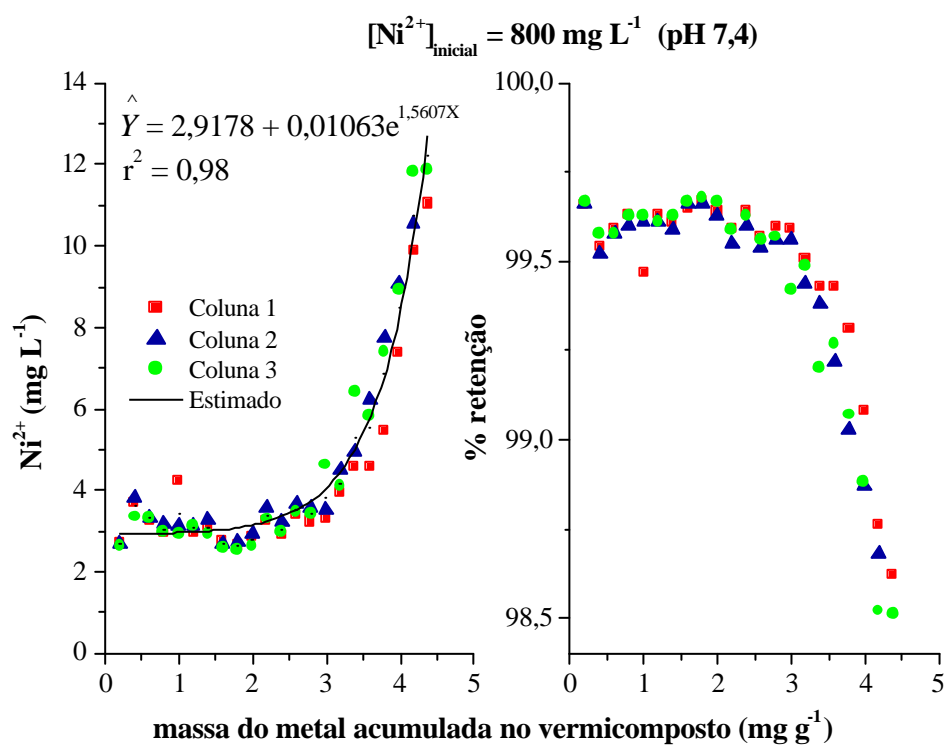 [Ni²⁺]inicial = 800 mg L⁻¹ (pH 7,4)
14
12
10
8
6
4
2
0
Ni²⁺ (mg L⁻¹)
Ŷ = 2,9178 + 0,01063e^1,5607X
r² = 0,98
Coluna 1
Coluna 2
Coluna 3
Estimado
0 1 2 3 4 5
100,0
99,5
99,0
98,5
% retenção
0 1 2 3 4 5
massa do metal acumulada no vermicomposto (mg g⁻¹)